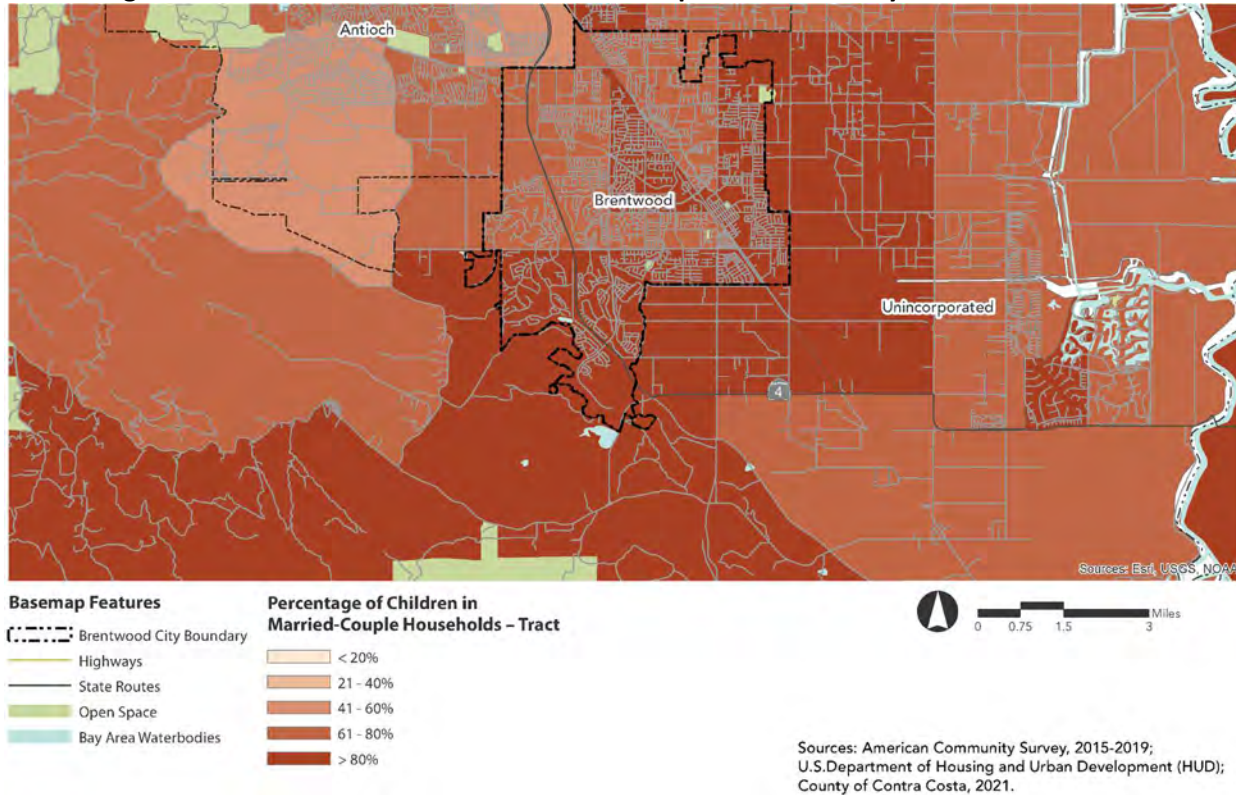 Antioch
Brentwood
Unincorporated
4
Sources: Esri, USGS, NOAA
Basemap Features
Brentwood City Boundary
Highways
State Routes
Open Space
Bay Area Waterbodies
Percentage of Children in
Married-Couple Households – Tract
< 20%
21 - 40%
41 - 60%
61 - 80%
> 80%
Miles
0 0.75 1.5 3
Sources: American Community Survey, 2015-2019;
U.S.Department of Housing and Urban Development (HUD);
County of Contra Costa, 2021.